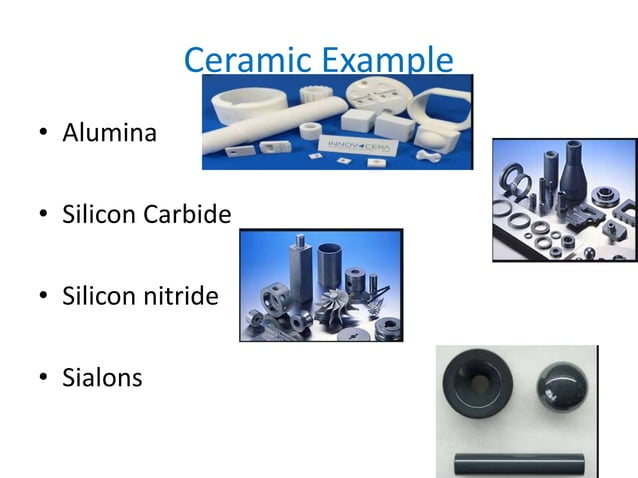 Ceramic Example
• Alumina
INNOVACERA
• Silicon Carbide
• Silicon nitride
• Sialons